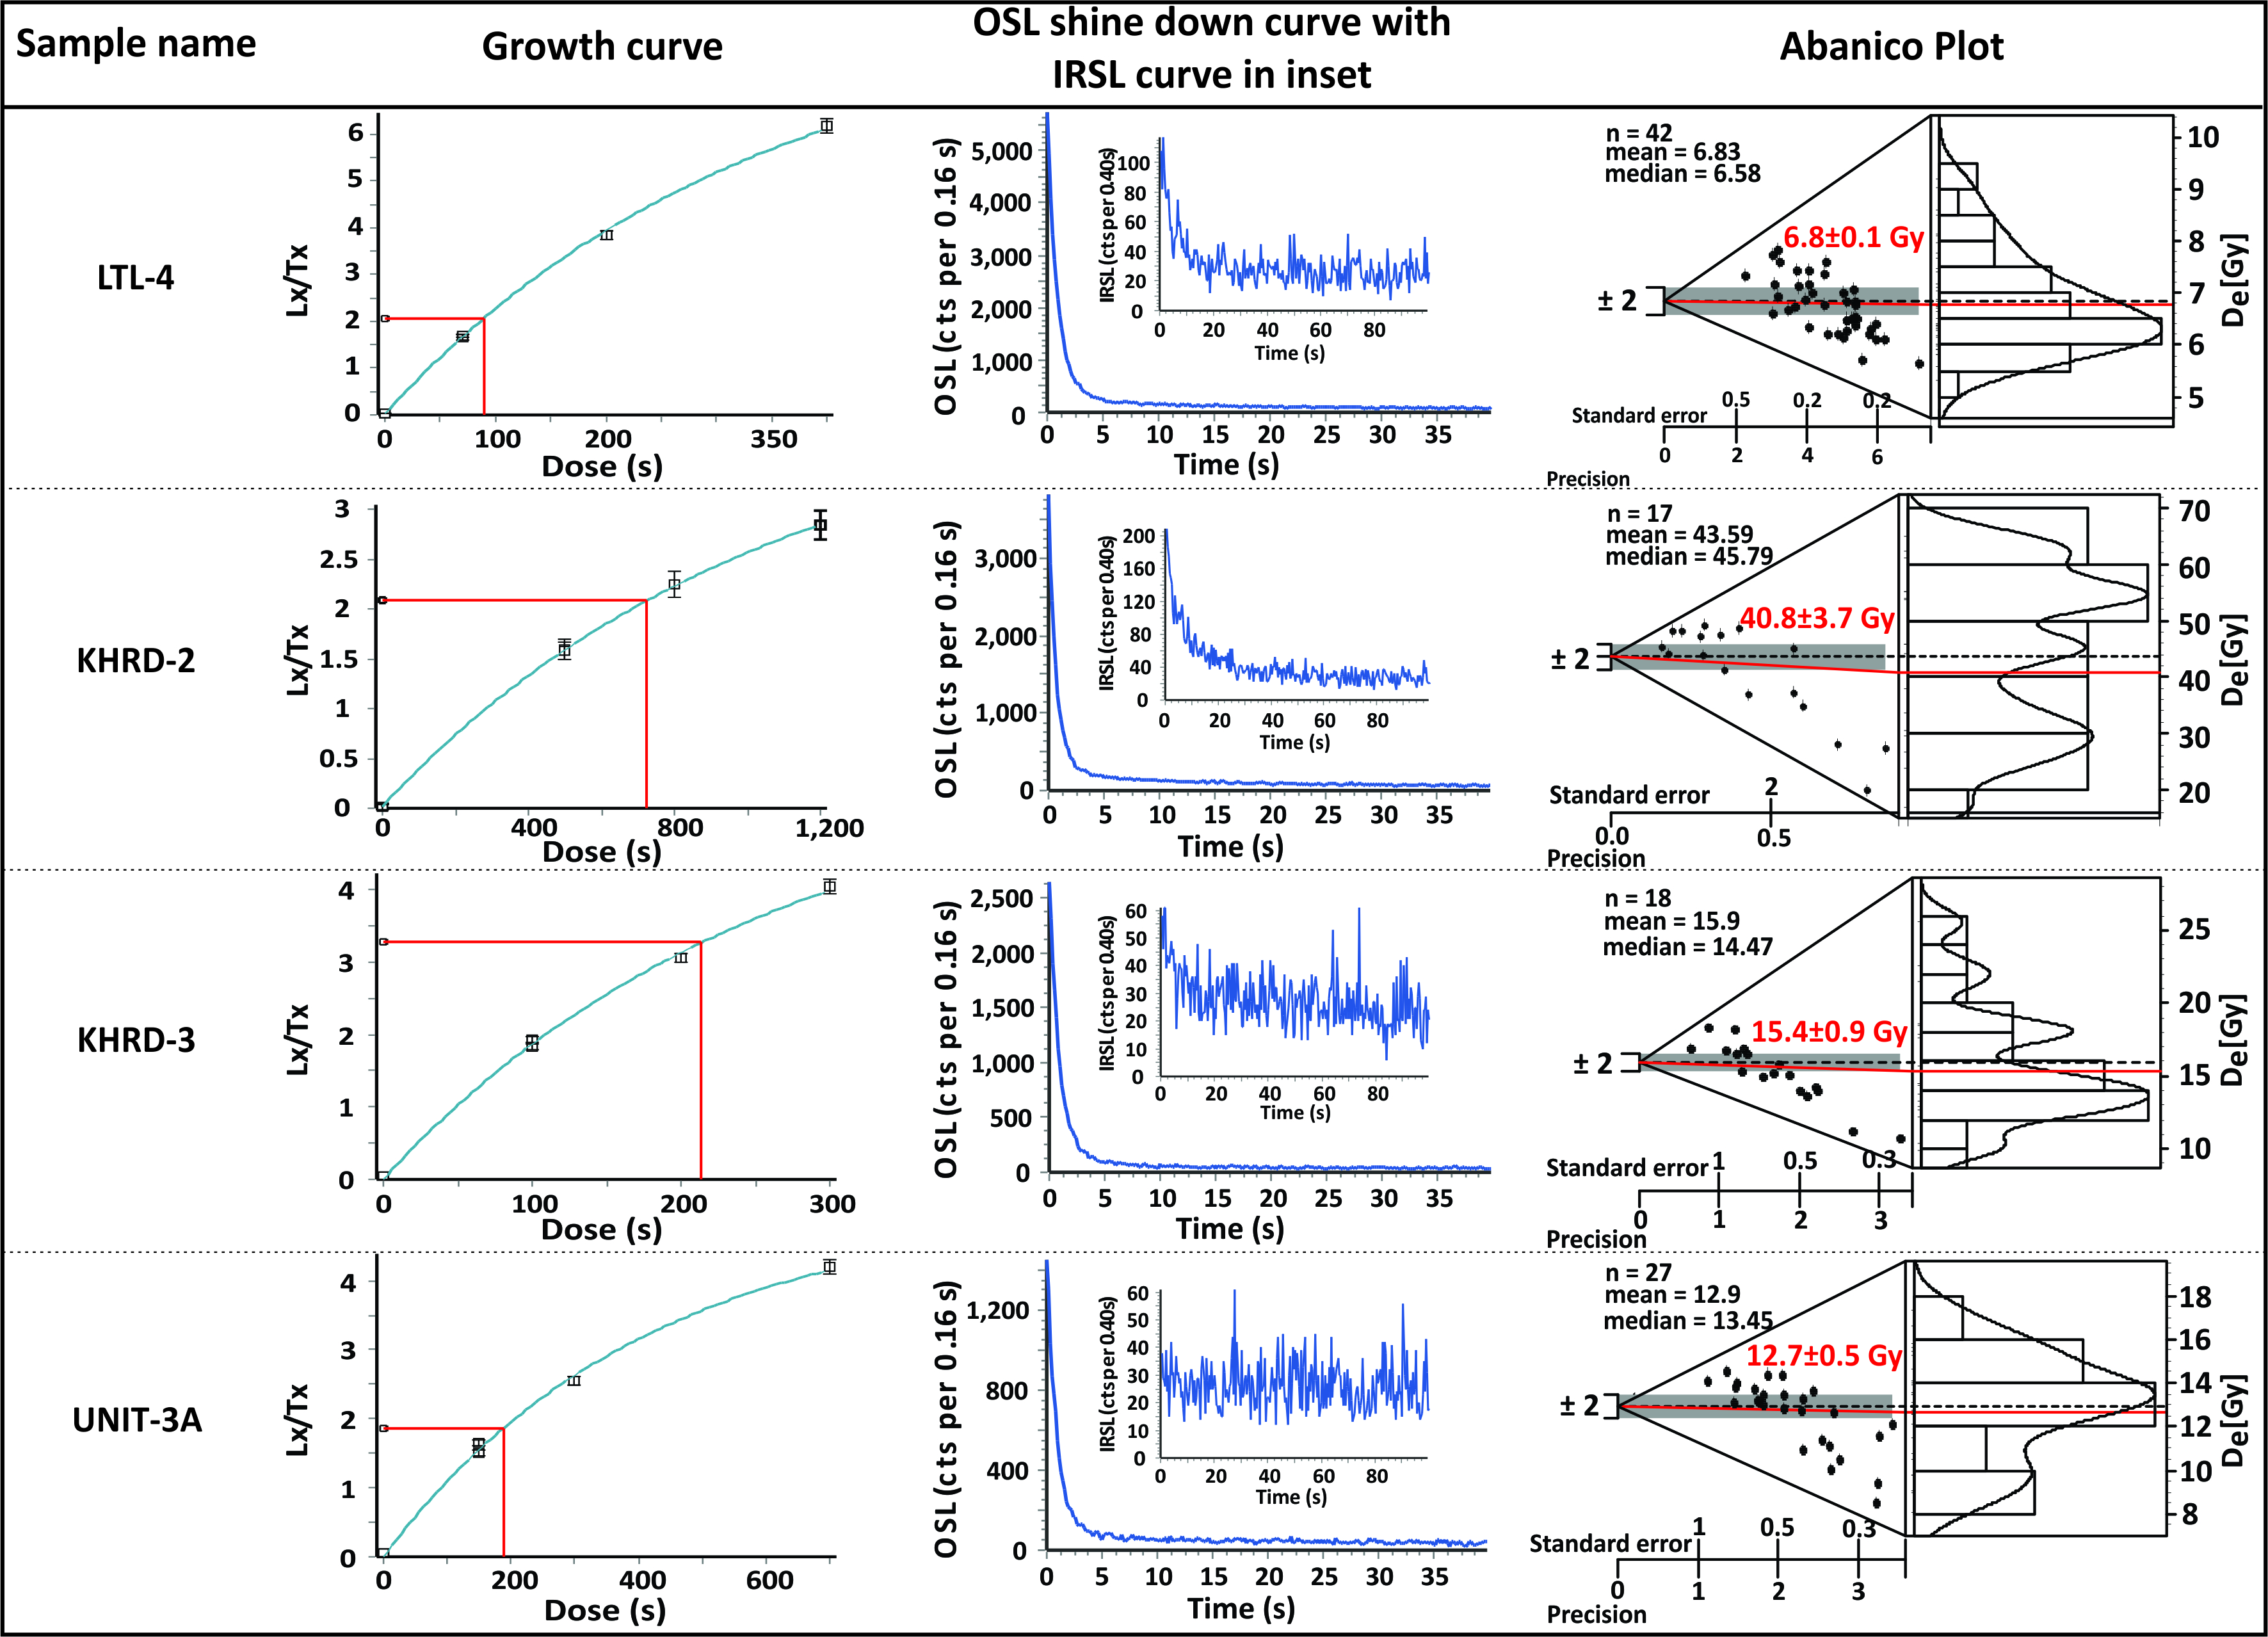 Sample name
Growth curve
OSL shine down curve with
IRSL curve in inset
Abanico Plot
LTL-4
Lx/Tx
6
5
4
3
2
1
0
0 100 200 350
Dose (s)
OSL (cts per 0.16 s)
5,000
4,000
3,000
2,000
1,000
0
0 5 10 15 20 25 30 35
Time (s)
IRSL (cts per 0.40s)
100
80
60
40
20
0
0 20 40 60 80
Time (s)
n = 42
mean = 6.83
median = 6.58
6.8±0.1 Gy
± 2
Standard error
0.5 0.2 0.2
0 2 4 6
Precision
10
9
8
7
6
5
De[Gy]
KHRD-2
Lx/Tx
3
2.5
2
1.5
1
0.5
0
0 400 800 1,200
Dose (s)
OSL (cts per 0.16 s)
3,000
2,000
1,000
0
0 5 10 15 20 25 30 35
Time (s)
IRSL (cts per 0.40s)
200
160
120
80
40
0
0 20 40 60 80
Time (s)
n = 17
mean = 43.59
median = 45.79
40.8±3.7 Gy
± 2
Standard error
2
0.0 0.5
Precision
70
60
50
40
30
20
De[Gy]
KHRD-3
Lx/Tx
4
3
2
1
0
0 100 200 300
Dose (s)
OSL (cts per 0.16 s)
2,500
2,000
1,500
1,000
500
0
0 5 10 15 20 25 30 35
Time (s)
IRSL (cts per 0.40s)
60
50
40
30
20
10
0
0 20 40 60 80
Time (s)
n = 18
mean = 15.9
median = 14.47
15.4±0.9 Gy
± 2
Standard error
1 0.5 0.3
0 1 2 3
Precision
25
20
15
10
De[Gy]
UNIT-3A
Lx/Tx
4
3
2
1
0
0 200 400 600
Dose (s)
OSL (cts per 0.16 s)
1,200
800
400
0
0 5 10 15 20 25 30 35
Time (s)
IRSL (cts per 0.40s)
60
50
40
30
20
10
0
0 20 40 60 80
Time (s)
n = 27
mean = 12.9
median = 13.45
12.7±0.5 Gy
± 2
Standard error
1 0.5 0.3
0 1 2 3
Precision
18
16
14
12
10
8
De[Gy]